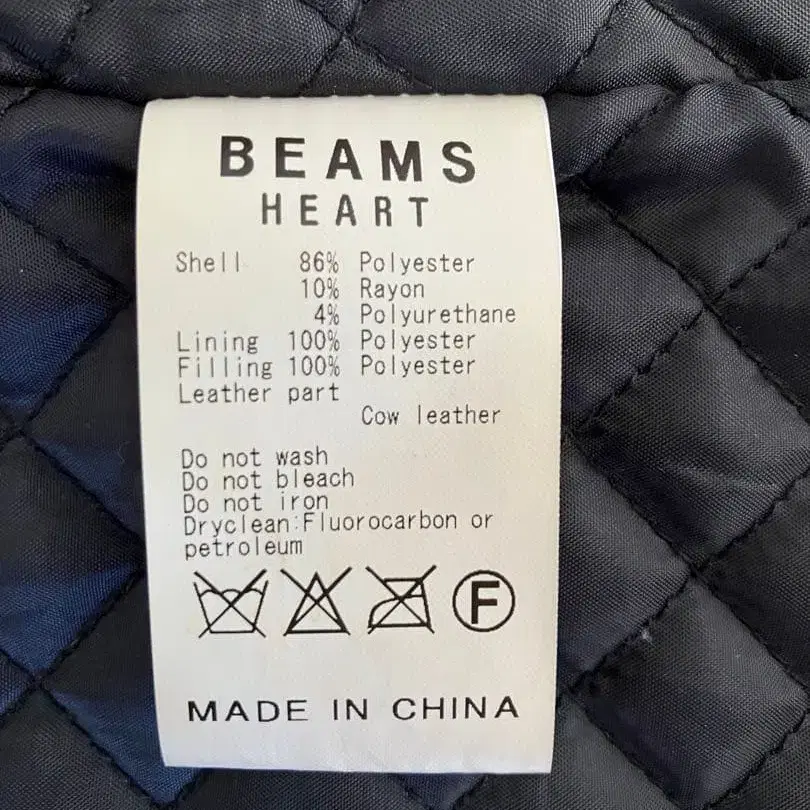 BEAMS
HEART
Shell 86% Polyester
10% Rayon
4% Polyurethane
Lining 100% Polyester
Filling 100% Polyester
Leather part
Cow leather
Do not wash
Do not bleach
Do not iron
Dryclean:Fluorocarbon or
petroleum
F
MADE IN CHINA